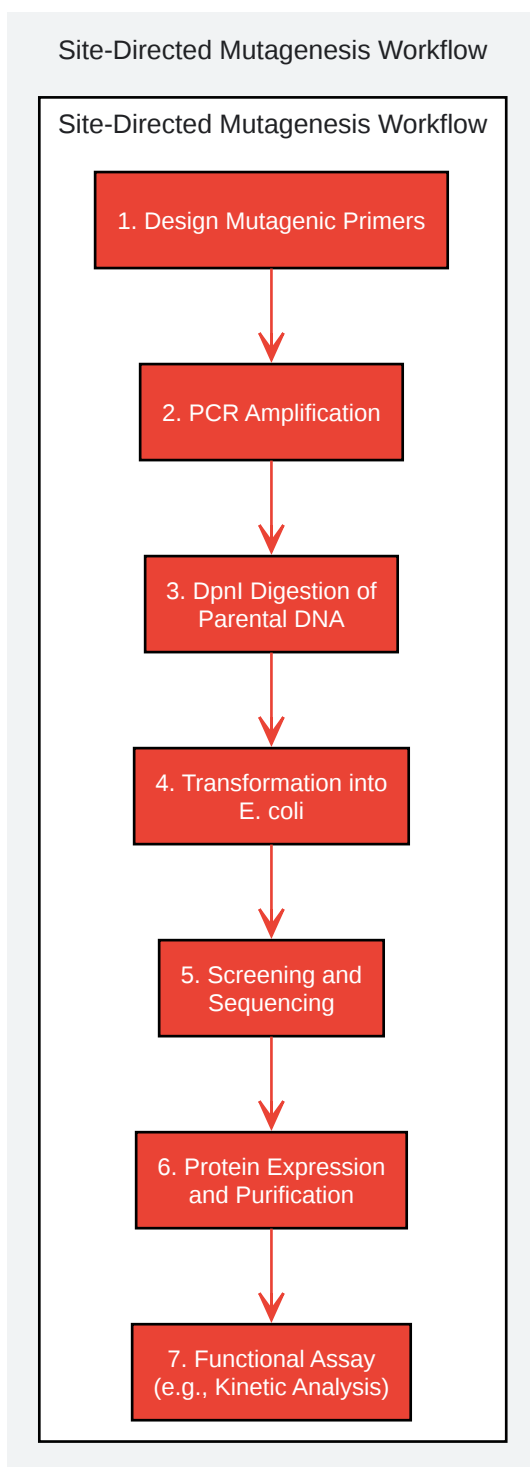 Site-Directed Mutagenesis Workflow
Site-Directed Mutagenesis Workflow
1. Design Mutagenic Primers
2. PCR Amplification
3. DpnI Digestion of
Parental DNA
4. Transformation into
E. coli
5. Screening and
Sequencing
6. Protein Expression
and Purification
7. Functional Assay
(e.g., Kinetic Analysis)